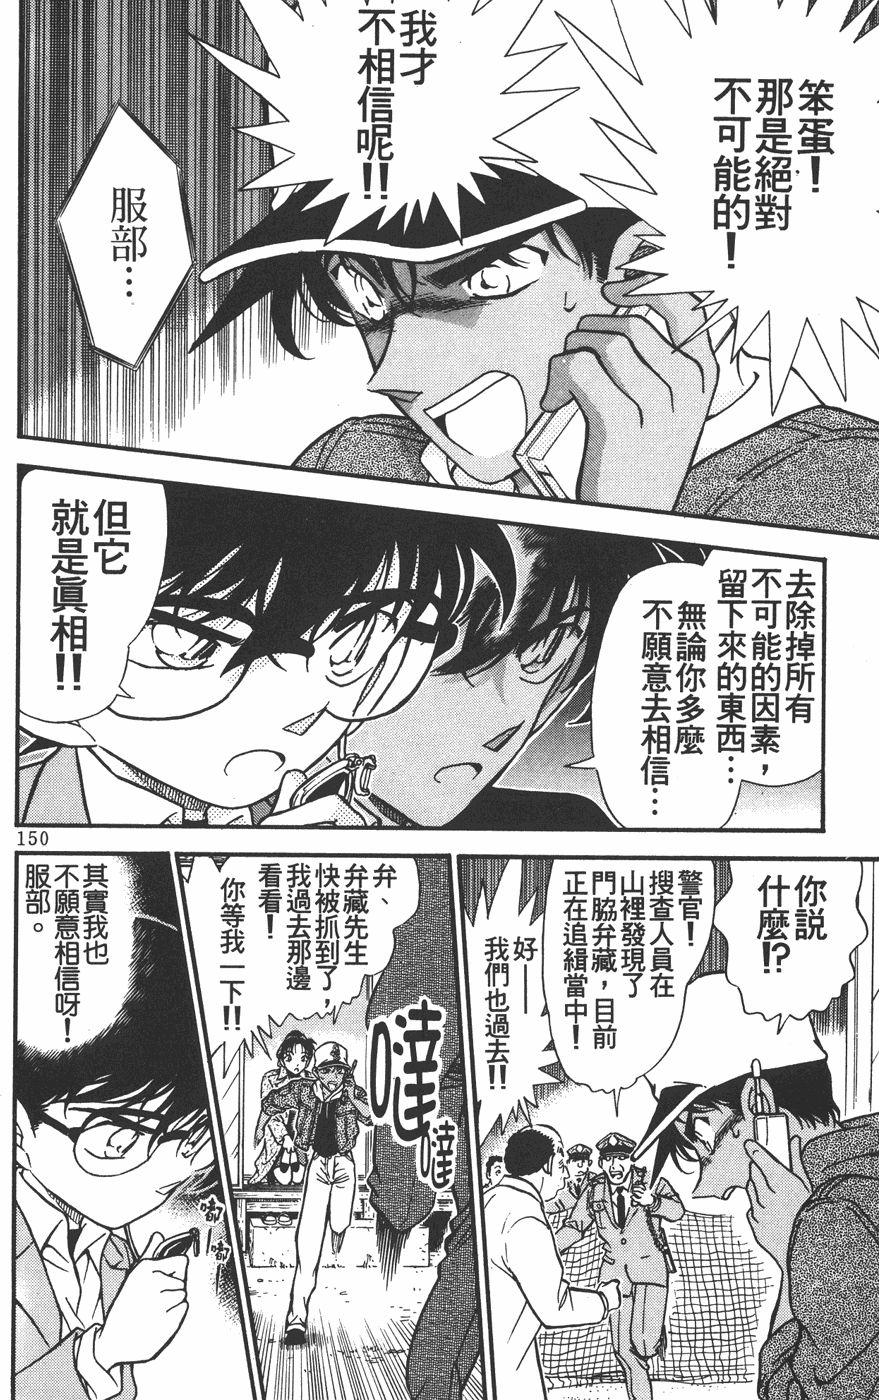 笨蛋！
那是絕對
不可能的！
我才
不相信呢!!
服部…
去除掉所有
不可能的因素，
留下來的東西…
無論你多麼
不願意去相信…
但它
就是眞相!!
150
你說
什麼!?
警官！
搜查人員在
山裡發現了
門脇弁藏，目前
正在追緝當中！
好——
我們也過去!!
弁、
弁藏先生
快被抓到了，
我過去那邊
看看！
你等我一下!!
噠
噠
其實我也
不願意相信呀！
服部。
嘟
嘟